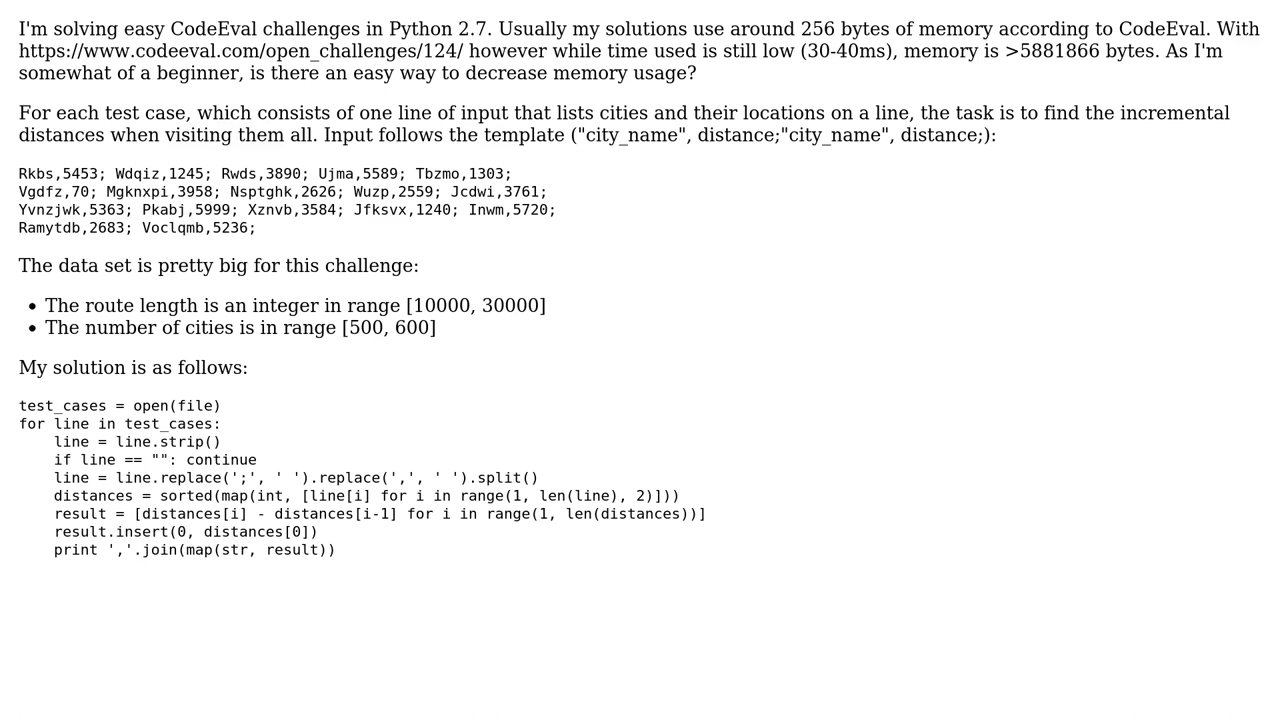 I'm solving easy CodeEval challenges in Python 2.7. Usually my solutions use around 256 bytes of memory according to CodeEval. With
https://www.codeeval.com/open_challenges/124/ however while time used is still low (30-40ms), memory is >5881866 bytes. As I'm
somewhat of a beginner, is there an easy way to decrease memory usage?
For each test case, which consists of one line of input that lists cities and their locations on a line, the task is to find the incremental
distances when visiting them all. Input follows the template ("city_name", distance;"city_name", distance;):
Rkbs,5453; Wdqiz,1245; Rwds,3890; Ujma,5589; Tbzmo,1303;
Vgdfz,70; Mgknxpi,3958; Nsptghk,2626; Wuzp,2559; Jcdwi,3761;
Yvnzjwk,5363; Pkabj,5999; Xznvb,3584; Jfksvx,1240; Inwm,5720;
Ramytdb,2683; Voclqmb,5236;
The data set is pretty big for this challenge:
• The route length is an integer in range [10000, 30000]
• The number of cities is in range [500, 600]
My solution is as follows:
test_cases = open(file)
for line in test_cases:
    line = line.strip()
    if line == "": continue
    line = line.replace(';', ' ').replace(',', ' ').split()
    distances = sorted(map(int, [line[i] for i in range(1, len(line), 2)]))
    result = [distances[i] - distances[i-1] for i in range(1, len(distances))]
    result.insert(0, distances[0])
    print ','.join(map(str, result))